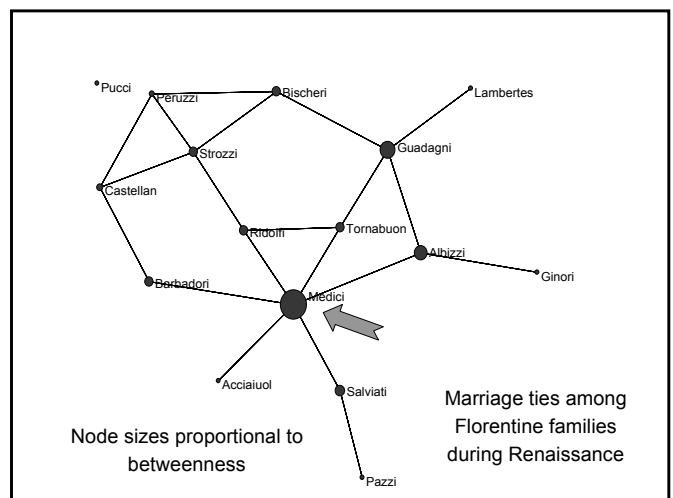 Pucci
Peruzzi
Bischeri
Lambertes
Strozzi
Guadagni
Castellan
Ridolfi
Tornabuon
Albizzi
Ginori
Barbadori
Medici
Acciaiuol
Salviati
Pazzi
Node sizes proportional to
betweenness
Marriage ties among
Florentine families
during Renaissance